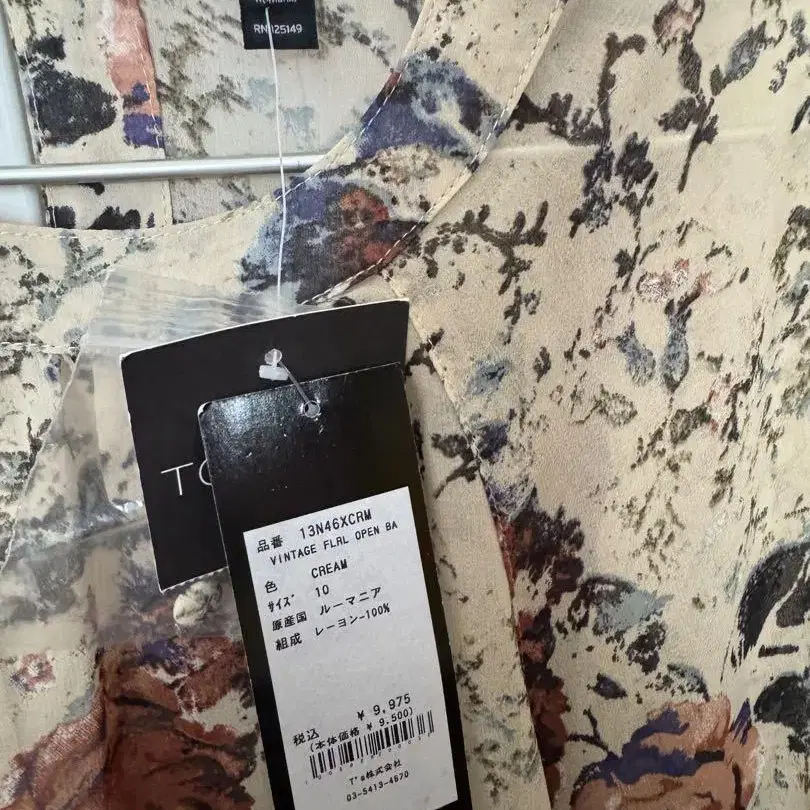 RN 125149
TO
品番 13N46XCRM
VINTAGE FLRL OPEN BA
色 CREAM
ｻｲｽﾞ 10
原産国 ルーマニア
組成 レーヨン-100%
￥ 9,975
税込 (本体価格 ￥ 9,500)
T's株式会社
03-5413-4670